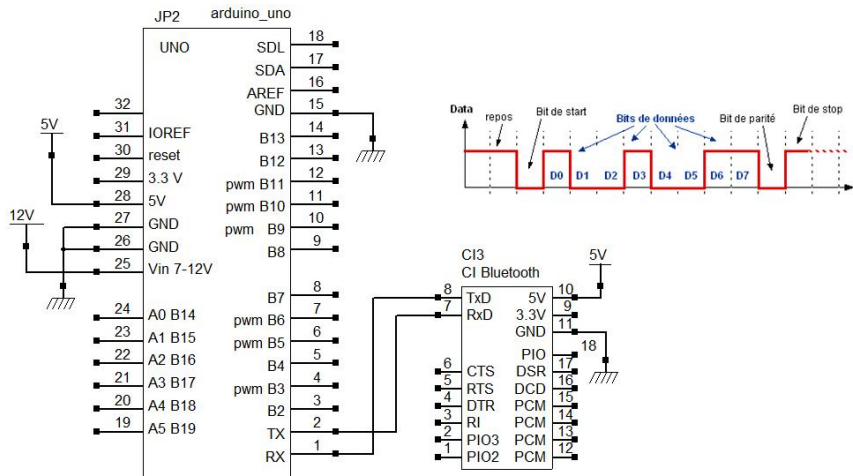 JP2 arduino_uno
UNO
SDL 18
SDA 17
AREF 16
GND 15
B13 14
B12 13
pwm B11 12
pwm B10 11
pwm B9 10
B8 9
B7 8
pwm B6 7
pwm B5 6
B4 5
pwm B3 4
B2 3
TX 2
RX 1
32
31 IOREF
30 reset
29 3.3 V
28 5V
27 GND
26 GND
25 Vin 7-12V
24 A0 B14
23 A1 B15
22 A2 B16
21 A3 B17
20 A4 B18
19 A5 B19
5V
12V
Data
repos
Bit de start
Bits de données
Bit de parité
Bit de stop
D0 D1 D2 D3 D4 D5 D6 D7
CI3
CI Bluetooth
5V
8 TxD 5V 10
7 RxD 3.3V 9
GND 11
PIO 18
6 CTS DSR 17
5 RTS DCD 16
4 DTR PCM 15
3 RI PCM 14
2 PIO3 PCM 13
1 PIO2 PCM 12